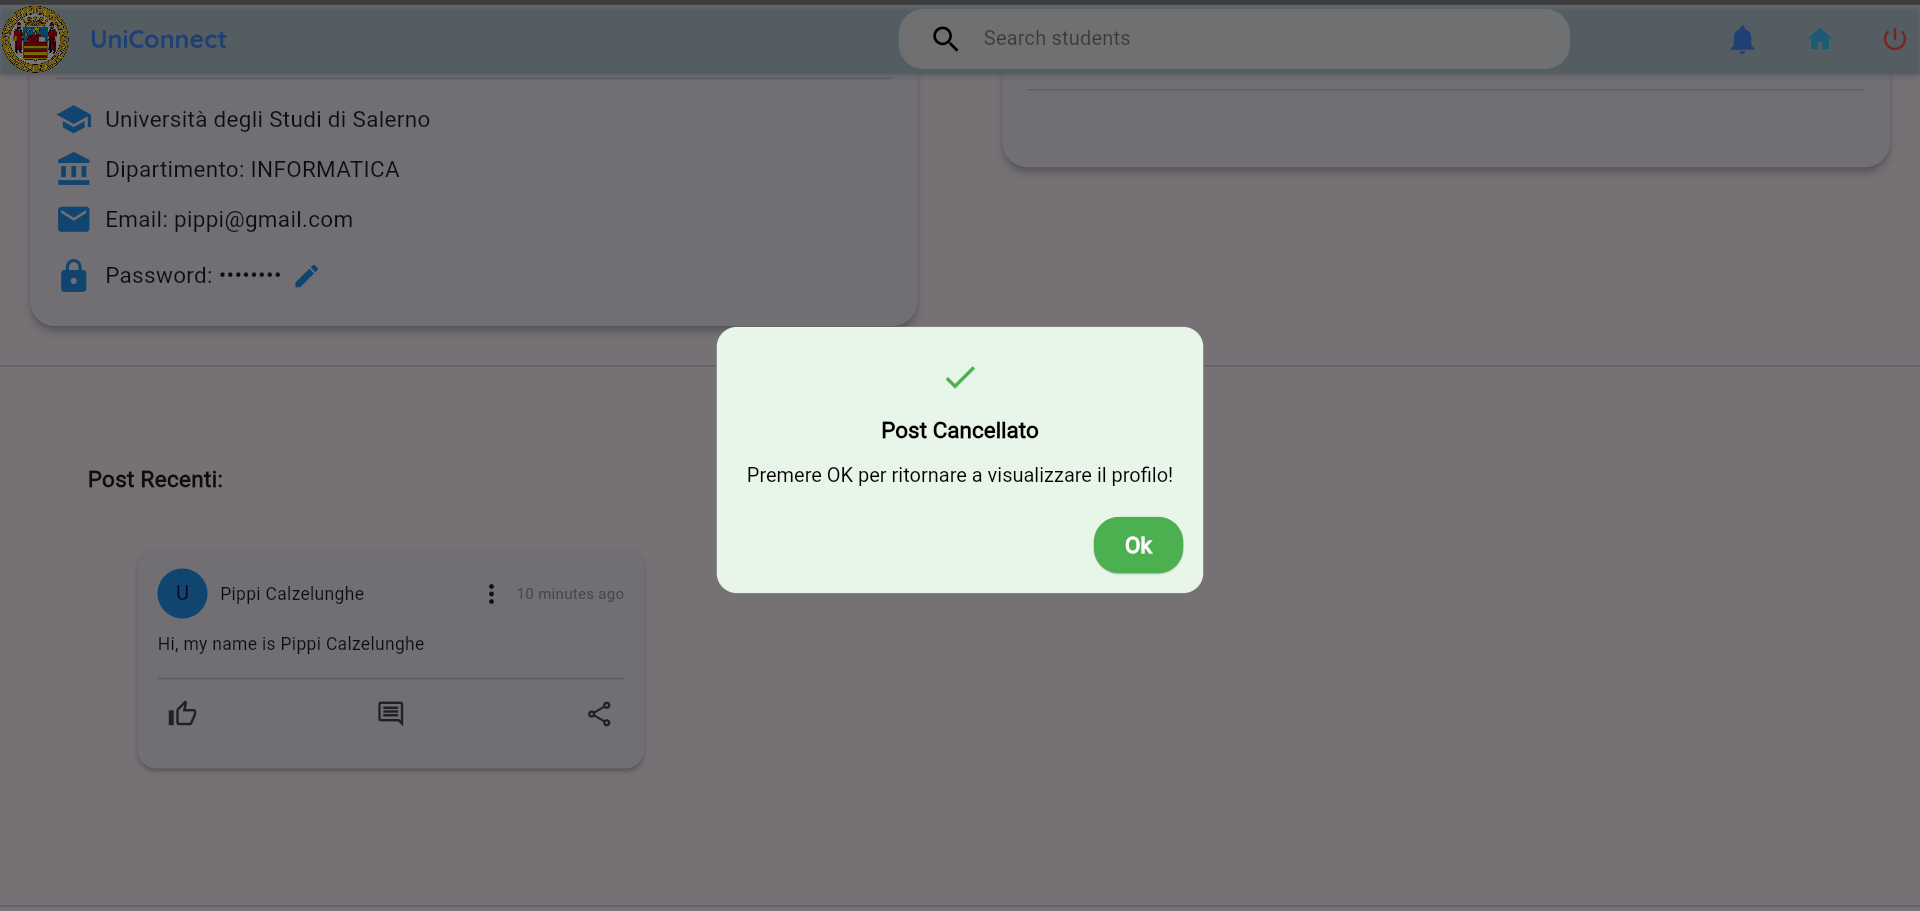 UniConnect
Search students
Università degli Studi di Salerno
Dipartimento: INFORMATICA
Email: pippi@gmail.com
Password: ••••••••
Post Cancellato
Premere OK per ritornare a visualizzare il profilo!
Ok
Post Recenti:
U
Pippi Calzelunghe
10 minutes ago
Hi, my name is Pippi Calzelunghe